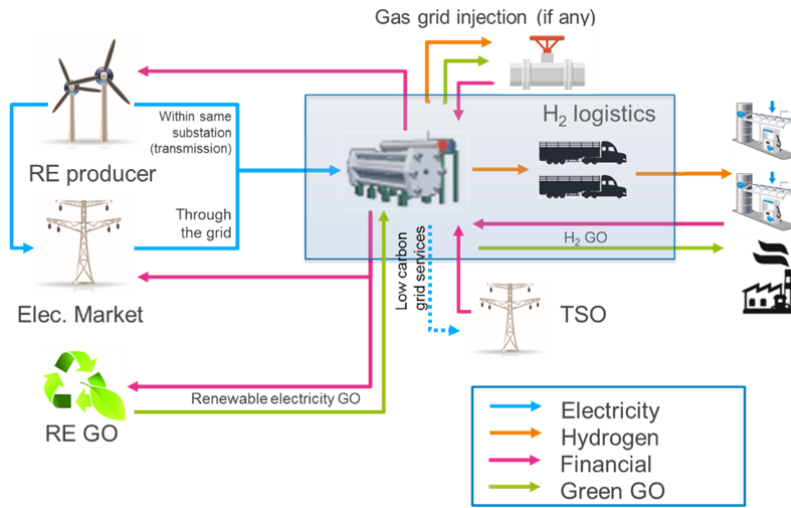 Gas grid injection (if any)
H₂ logistics
Within same
substation
(transmission)
RE producer
Through
the grid
H₂ GO
Low carbon
grid services
Elec. Market
TSO
Renewable electricity GO
RE GO
Electricity
Hydrogen
Financial
Green GO